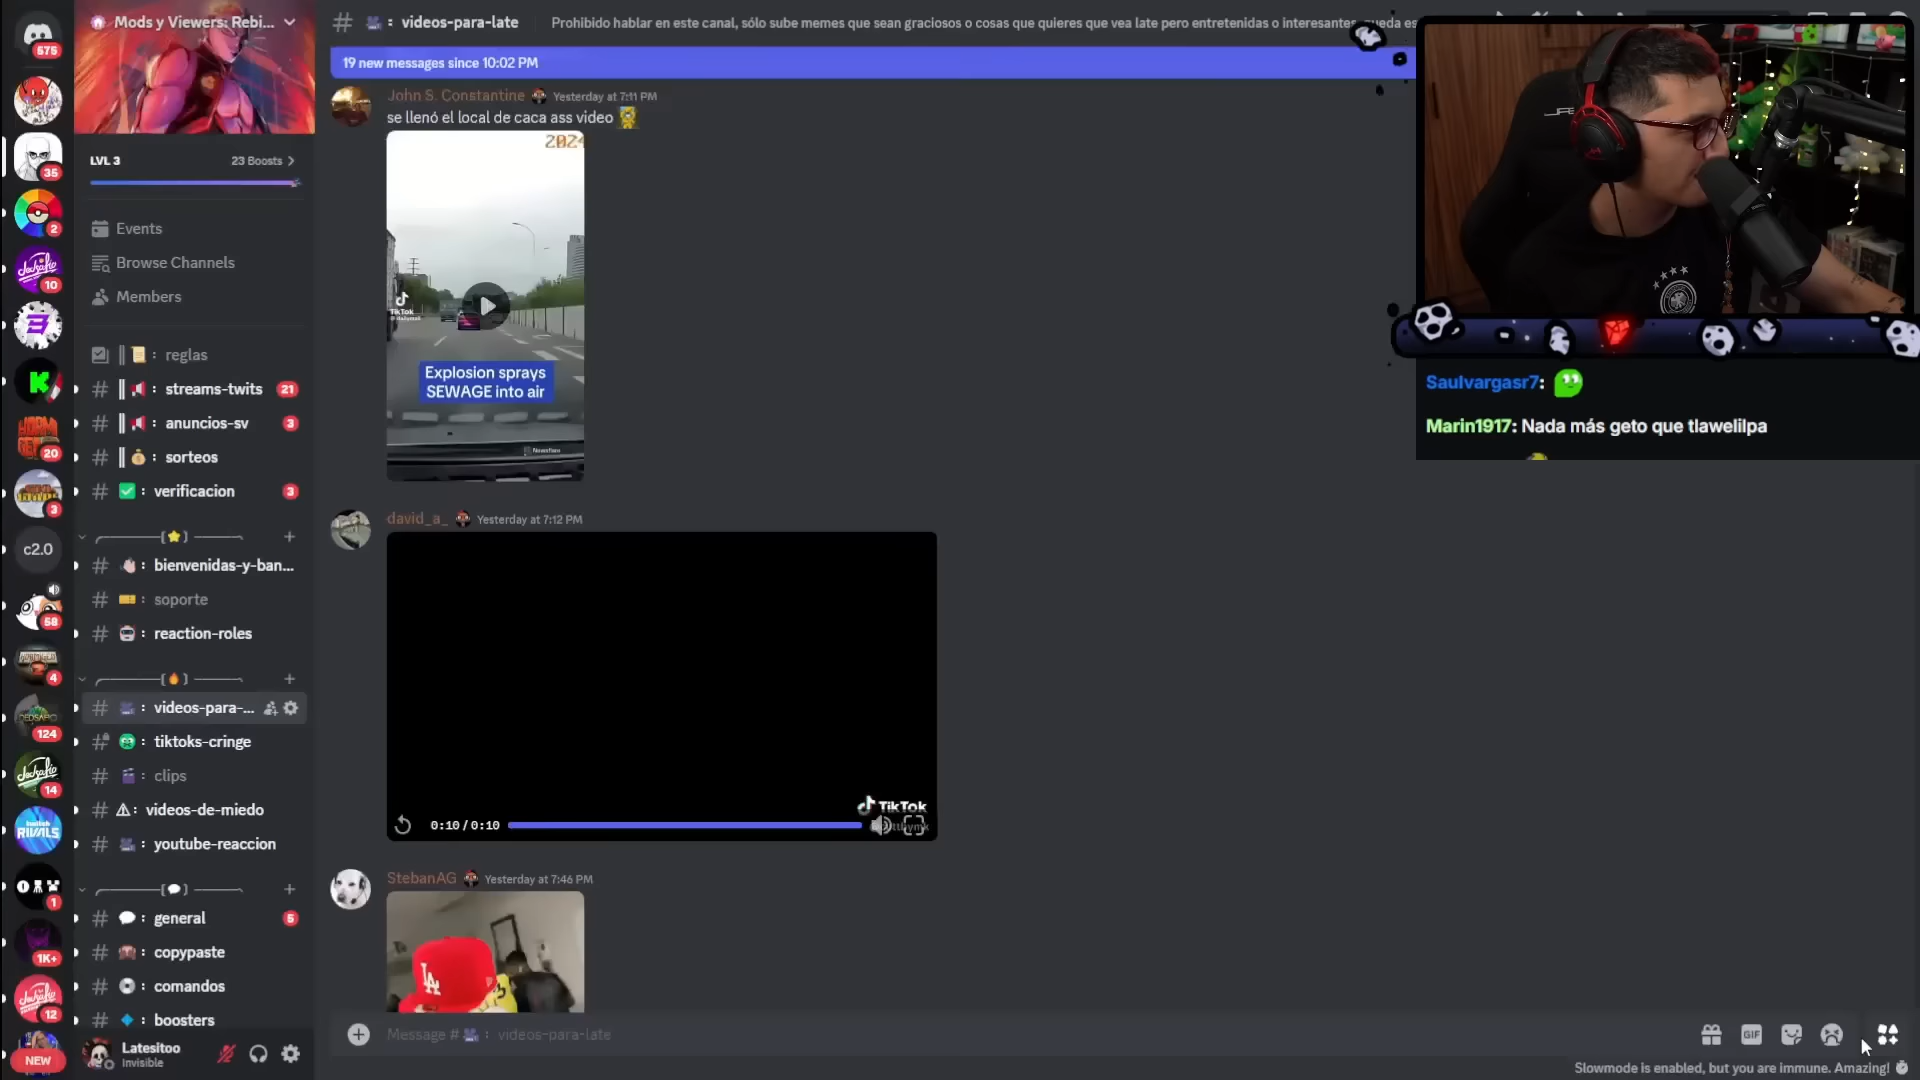 675
35
2
10
20
3
c2.0
58
4
124
14
1
1K+
12
NEW
Mods y Viewers: Rebi...
LVL 3
23 Boosts
Events
Browse Channels
Members
reglas
streams-twits
21
anuncios-sv
3
sorteos
verificacion
3
bienvenidas-y-ban...
soporte
reaction-roles
videos-para-...
tiktoks-cringe
clips
videos-de-miedo
youtube-reaccion
general
5
copypaste
comandos
boosters
Latesitoo
Invisible
videos-para-late
Prohibido hablar en este canal, sólo sube memes que sean graciosos o cosas que quieres que vea late pero entretenidas o interesantes,
19 new messages since 10:02 PM
John S. Constantine Yesterday at 7:11 PM
se llenó el local de caca ass video
2024
TikTok
Explosion sprays
SEWAGE into air
Newsflare
david_a_ Yesterday at 7:12 PM
TikTok
0:10 / 0:10
StebanAG Yesterday at 7:46 PM
LA
Message # : videos-para-late
GIF
Slowmode is enabled, but you are immune. Amazing!
Saulvargasr7:
Marin1917: Nada más geto que tlawelilpa